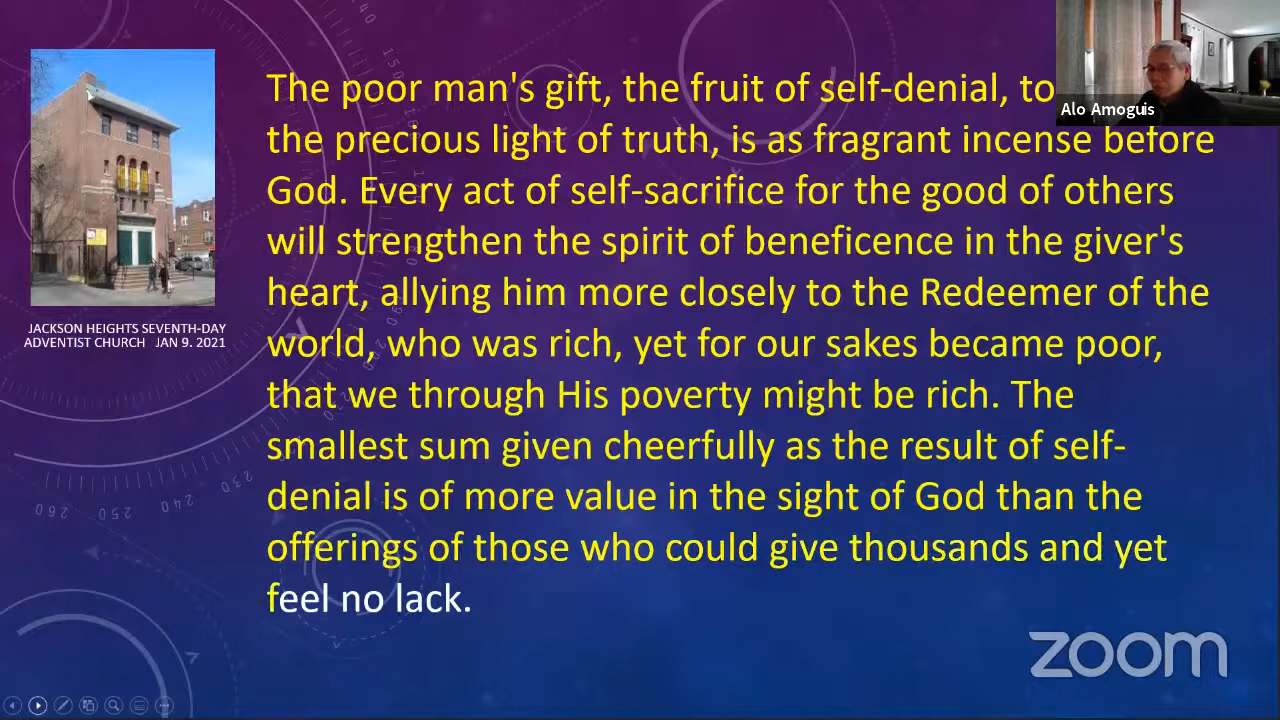 The poor man's gift, the fruit of self-denial, to
the precious light of truth, is as fragrant incense before
God. Every act of self-sacrifice for the good of others
will strengthen the spirit of beneficence in the giver's
heart, allying him more closely to the Redeemer of the
world, who was rich, yet for our sakes became poor,
that we through His poverty might be rich. The
smallest sum given cheerfully as the result of self-
denial is of more value in the sight of God than the
offerings of those who could give thousands and yet
feel no lack.
Alo Amoguis
JACKSON HEIGHTS SEVENTH-DAY
ADVENTIST CHURCH JAN 9. 2021
140
150
230
240
250
260
zoom